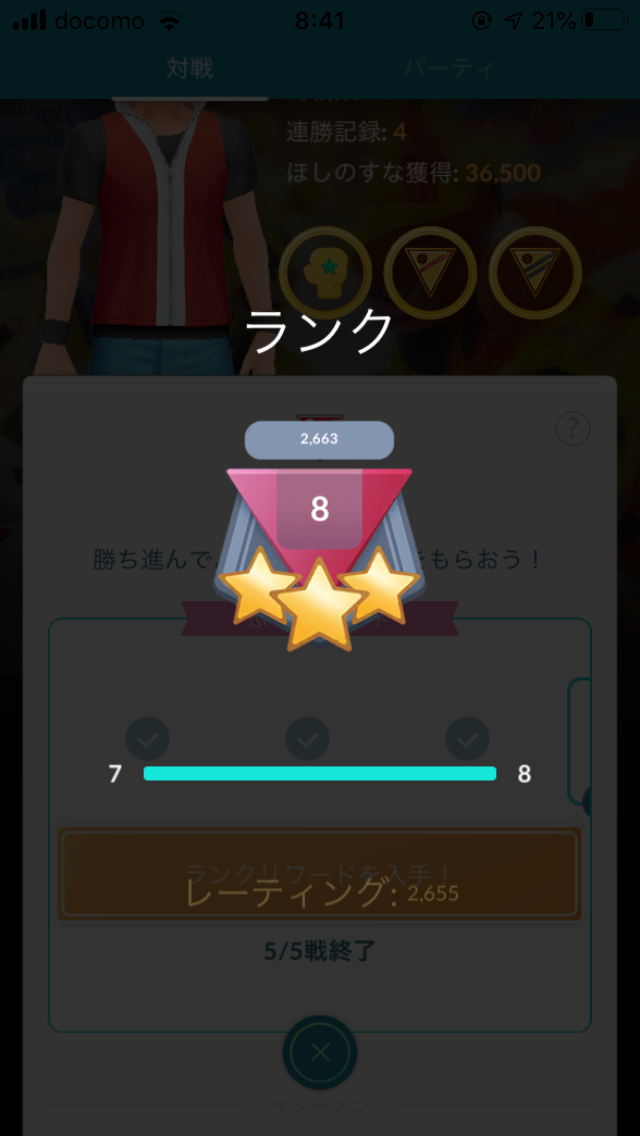 docomo 8:41 21%
対戦 パーティ
連勝記録: 4
ほしのすな獲得: 36,500
ランク
2,663
8
勝ち進んで
をもらおう！
7 8
ランクリワードを入手！
レーティング: 2,655
5/5戦終了
今シーズン